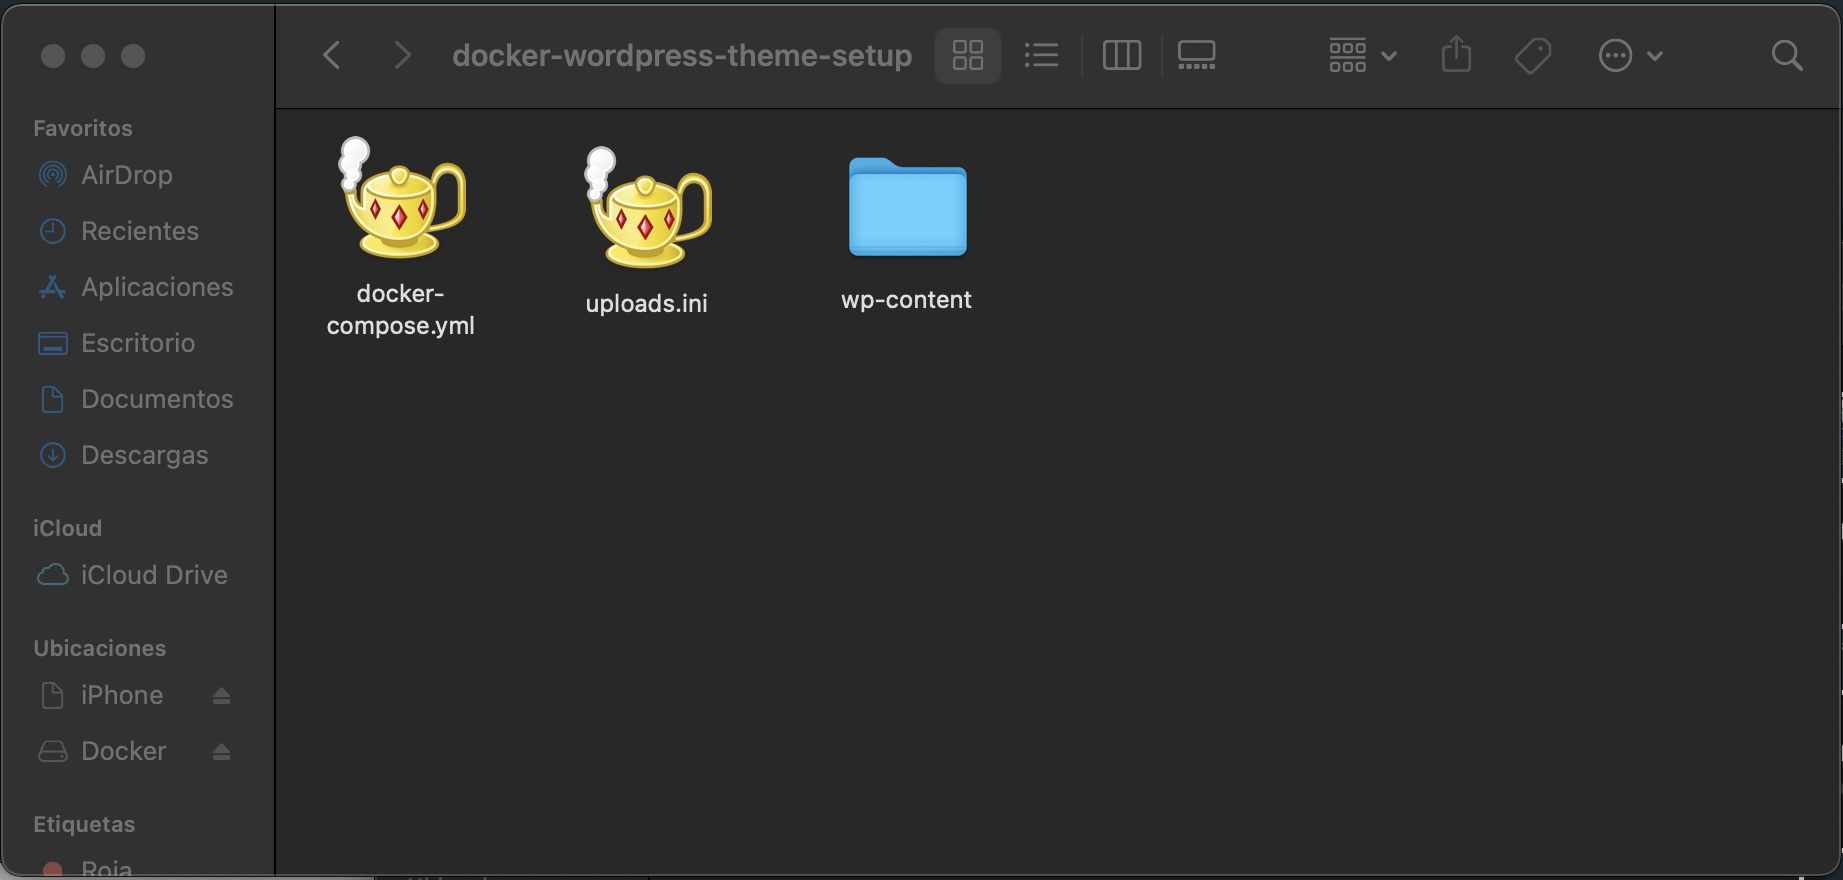 docker-wordpress-theme-setup
Favoritos
AirDrop
Recientes
Aplicaciones
Escritorio
Documentos
Descargas
iCloud
iCloud Drive
Ubicaciones
iPhone
Docker
Etiquetas
Roja
docker-
compose.yml
uploads.ini
wp-content